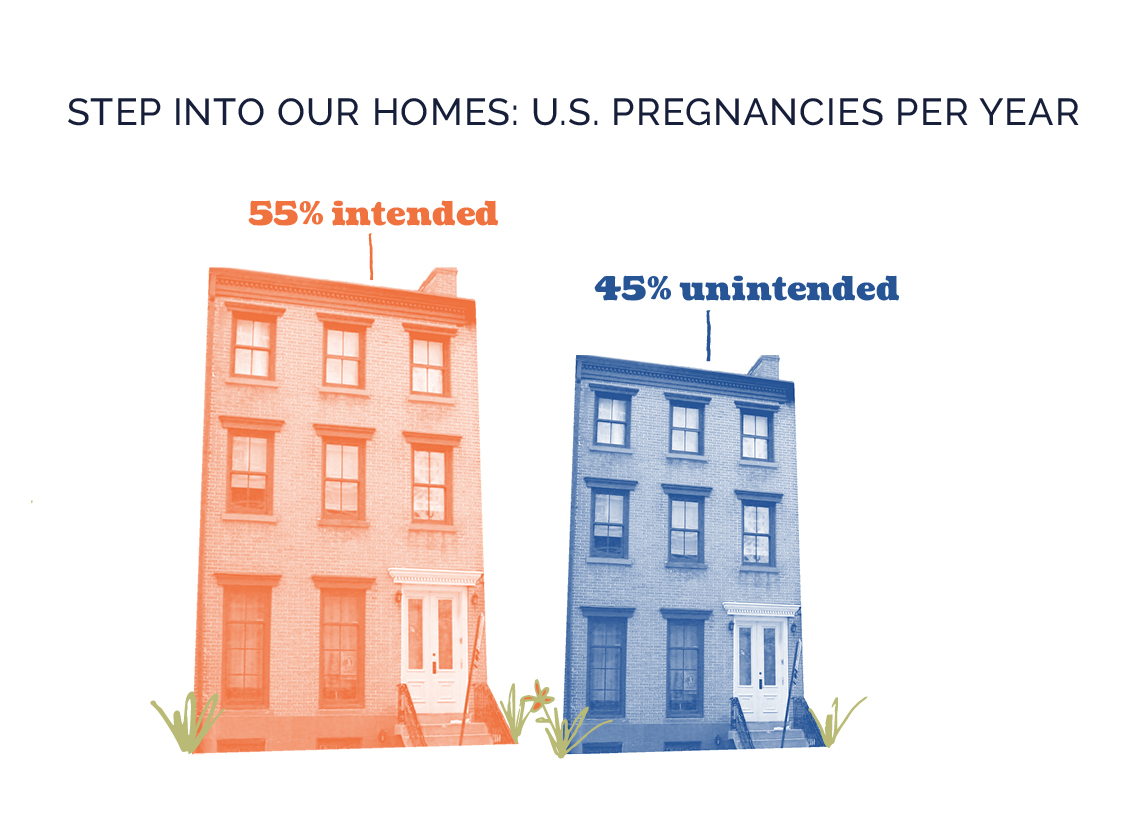 STEP INTO OUR HOMES: U.S. PREGNANCIES PER YEAR
55% intended
45% unintended